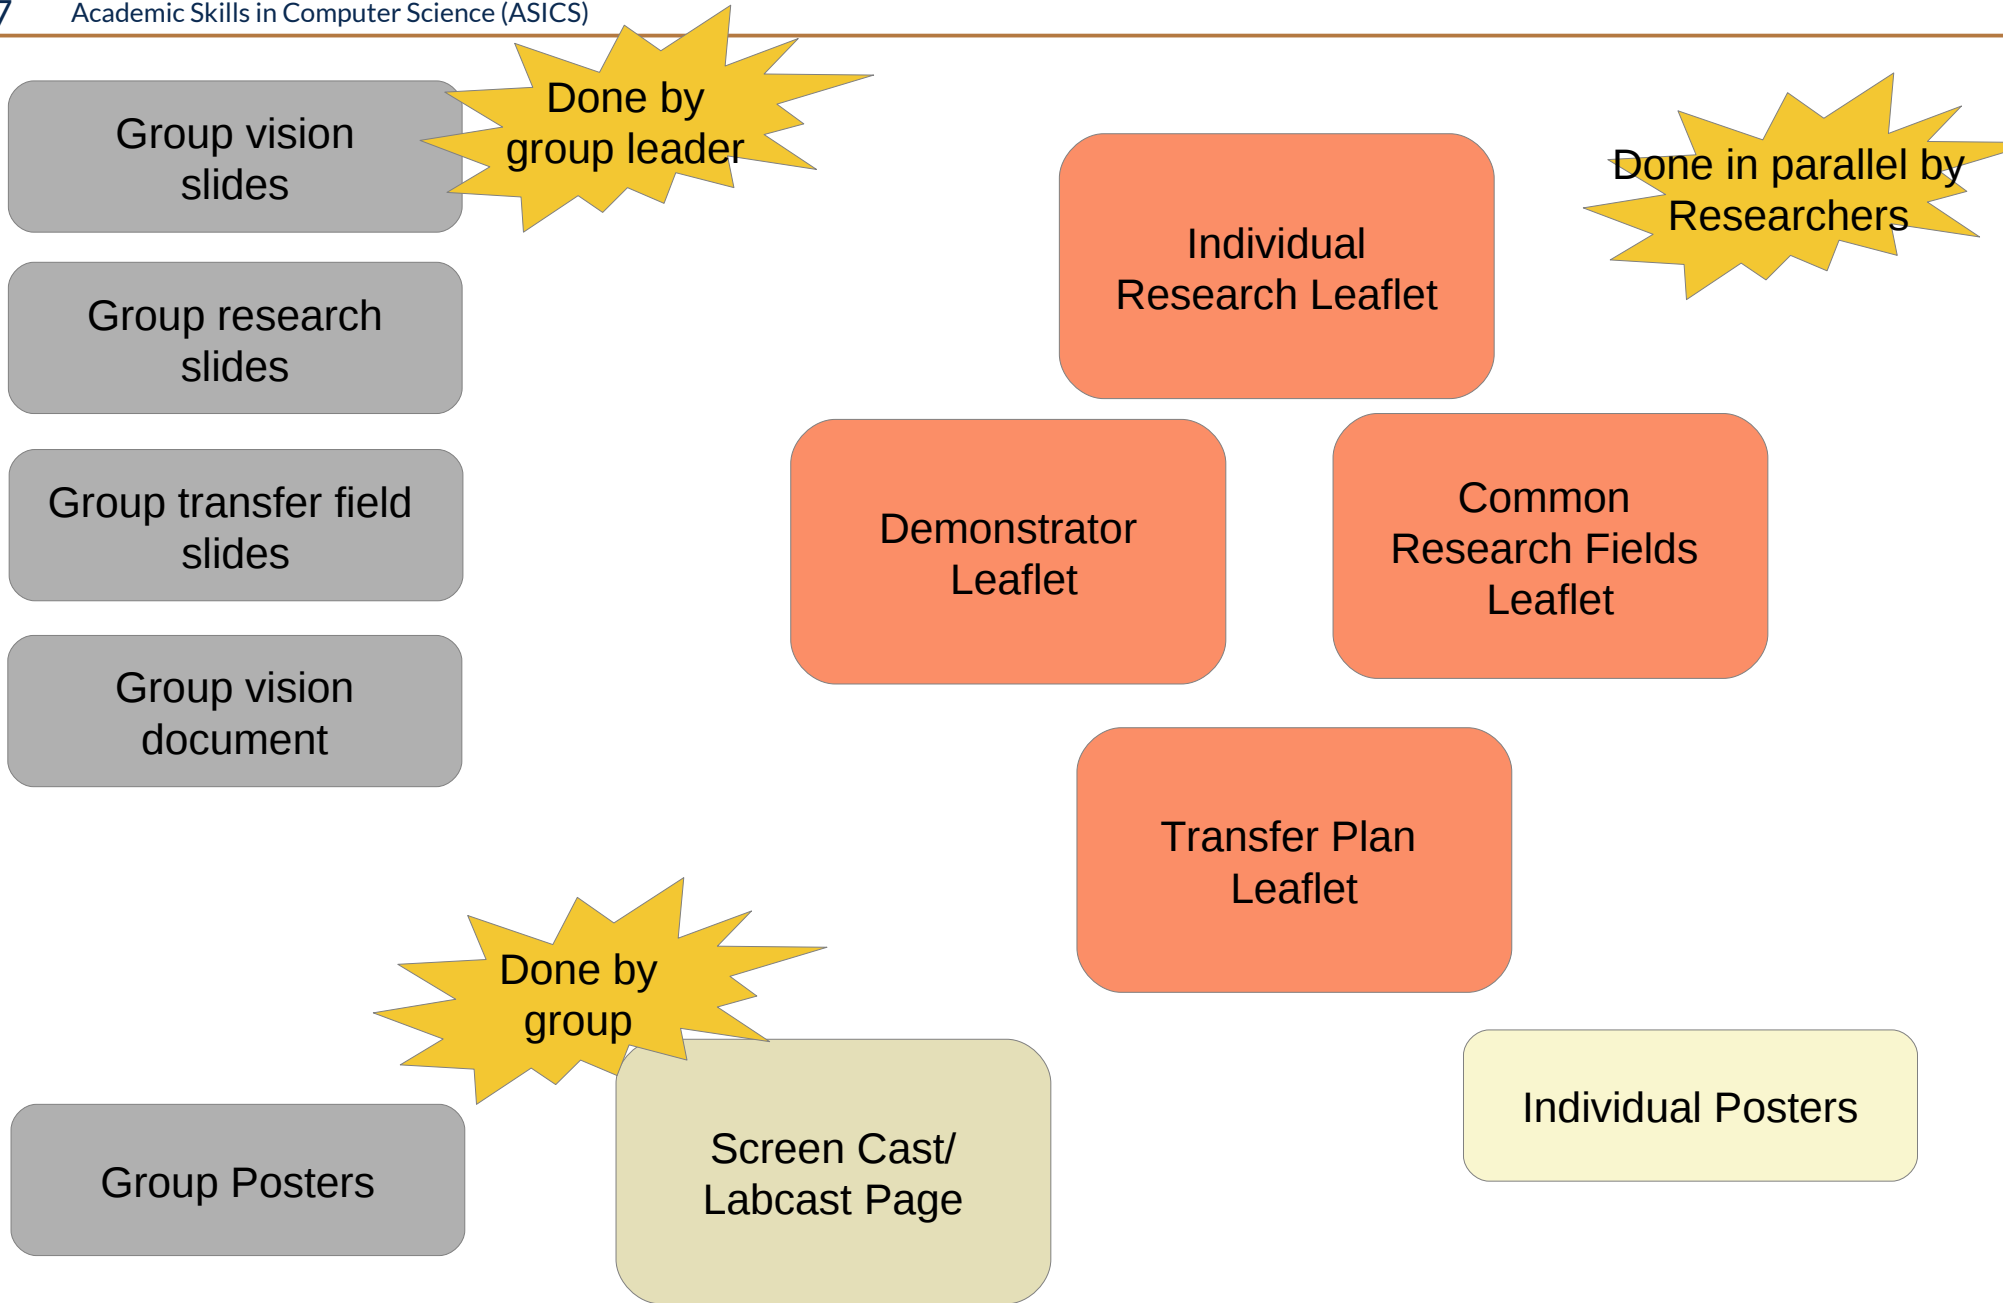 7 Academic Skills in Computer Science (ASICS)
Group vision
slides
Done by
group leader
Group research
slides
Group transfer field
slides
Group vision
document
Individual
Research Leaflet
Done in parallel by
Researchers
Demonstrator
Leaflet
Common
Research Fields
Leaflet
Transfer Plan
Leaflet
Done by
group
Group Posters
Screen Cast/
Labcast Page
Individual Posters